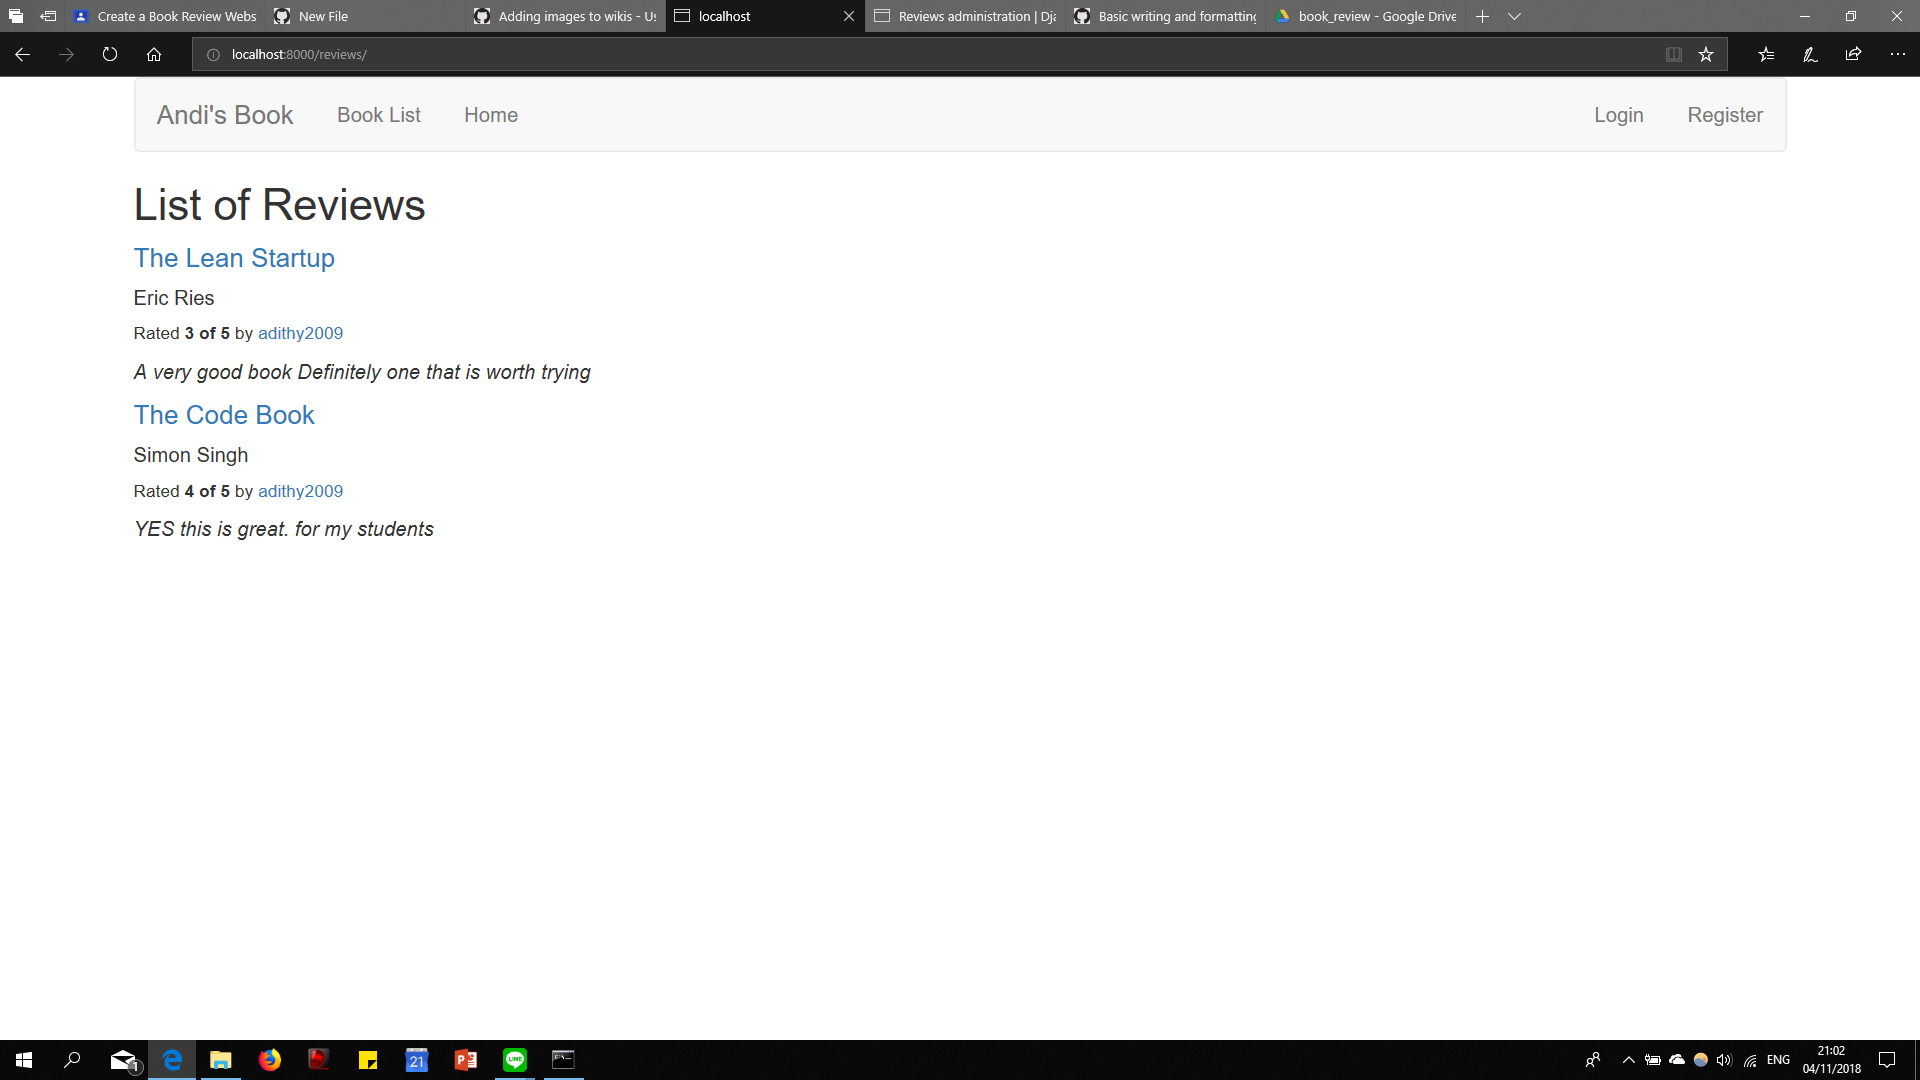 Create a Book Review Webs
New File
Adding images to wikis - Us
localhost
Reviews administration | Dja
Basic writing and formatting
book_review - Google Drive
localhost:8000/reviews/
Andi's Book
Book List
Home
Login
Register
List of Reviews
The Lean Startup
Eric Ries
Rated 3 of 5 by adithy2009
A very good book Definitely one that is worth trying
The Code Book
Simon Singh
Rated 4 of 5 by adithy2009
YES this is great. for my students
1
21
LINE
ENG
21:02
04/11/2018